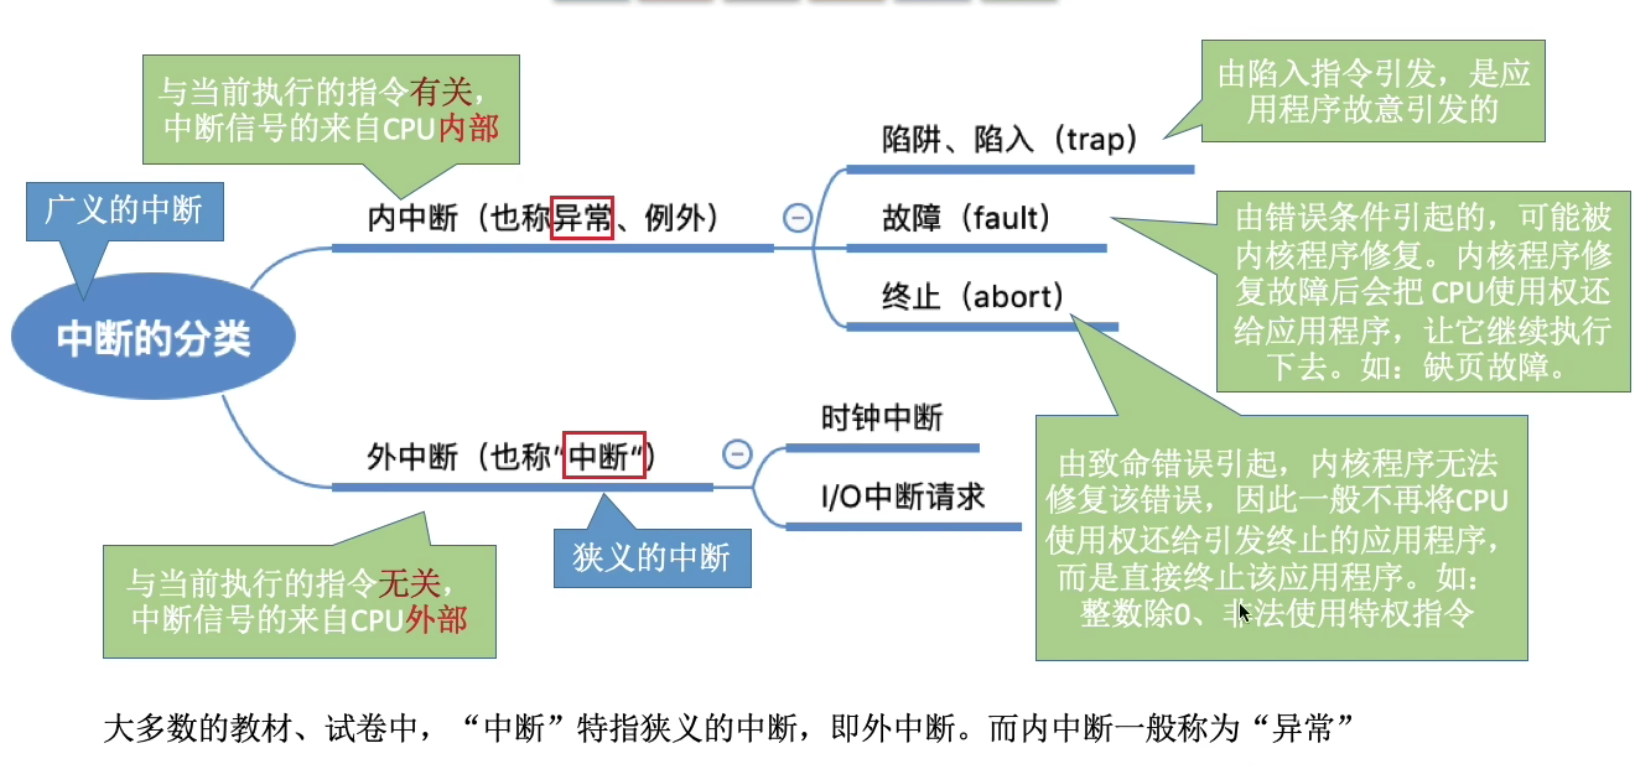 与当前执行的指令有关，
中断信号的来自CPU内部
广义的中断
中断的分类
内中断（也称异常、例外）
陷阱、陷入（trap）
由陷入指令引发，是应
用程序故意引发的
故障（fault）
由错误条件引起的，可能被
内核程序修复。内核程序修
复故障后会把 CPU使用权还
给应用程序，让它继续执行
下去。如：缺页故障。
终止（abort）
由致命错误引起，内核程序无法
修复该错误，因此一般不再将CPU
使用权还给引发终止的应用程序，
而是直接终止该应用程序。如：
整数除0、非法使用特权指令
外中断（也称“中断“）
时钟中断
I/O中断请求
狭义的中断
与当前执行的指令无关，
中断信号的来自CPU外部
大多数的教材、试卷中，“中断”特指狭义的中断，即外中断。而内中断一般称为“异常”